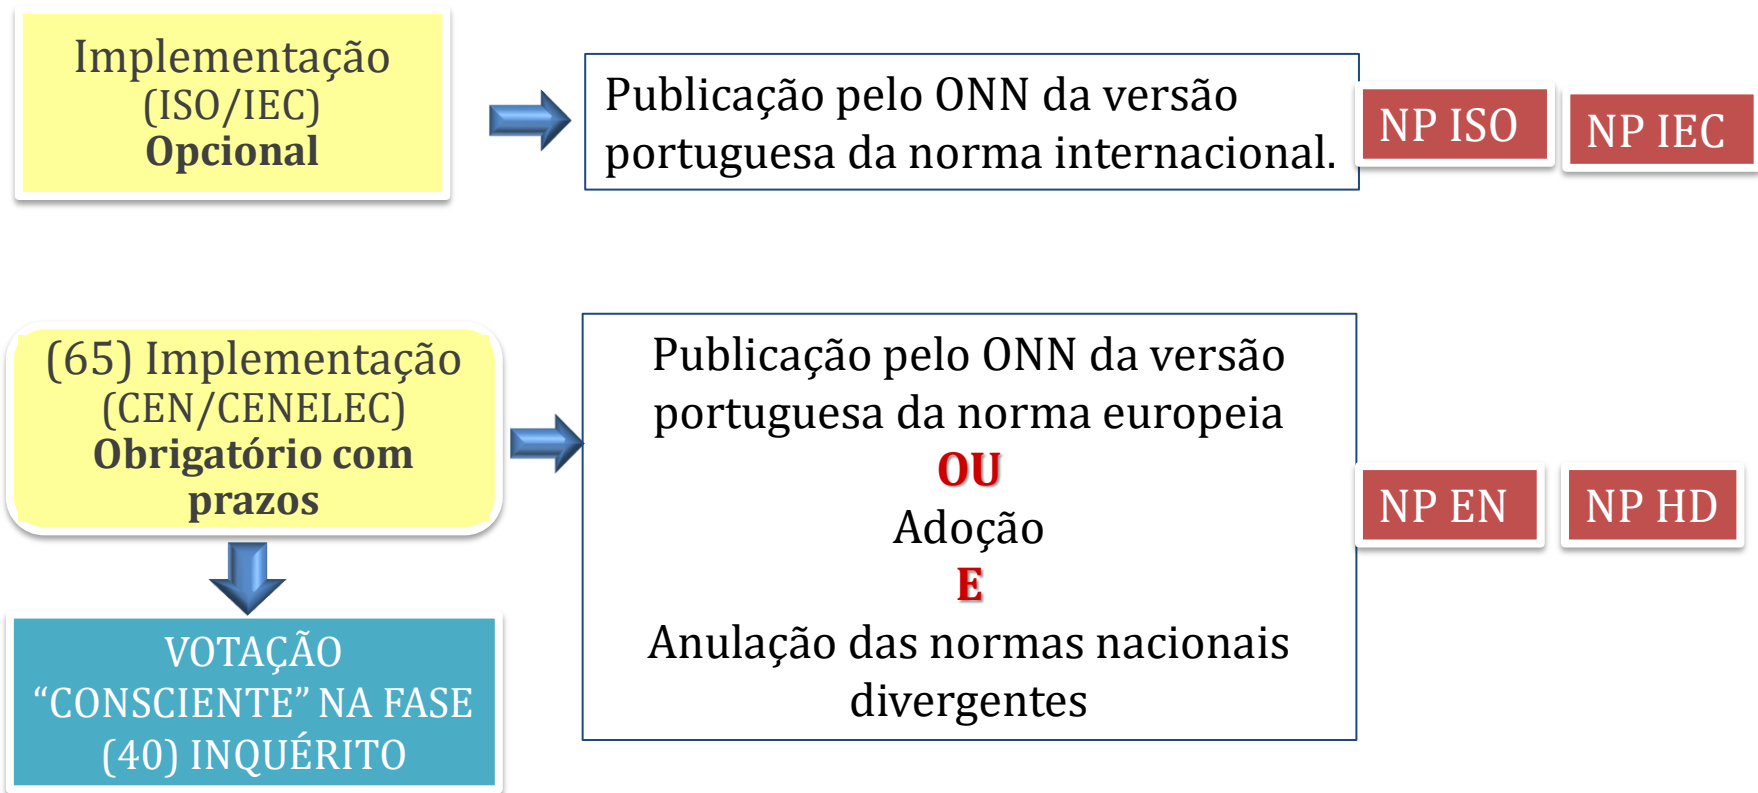 Implementação
(ISO/IEC)
Opcional
Publicação pelo ONN da versão
portuguesa da norma internacional.
NP ISO
NP IEC
(65) Implementação
(CEN/CENELEC)
Obrigatório com
prazos
Publicação pelo ONN da versão
portuguesa da norma europeia
OU
Adoção
E
Anulação das normas nacionais
divergentes
NP EN
NP HD
VOTAÇÃO
“CONSCIENTE” NA FASE
(40) INQUÉRITO